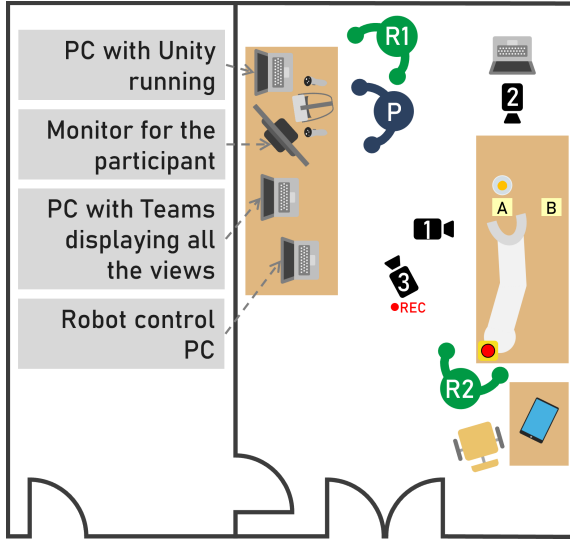 R1
PC with Unity
running
2
P
Monitor for the
participant
A
B
PC with Teams
displaying all
the views
1
3
REC
Robot control
PC
R2